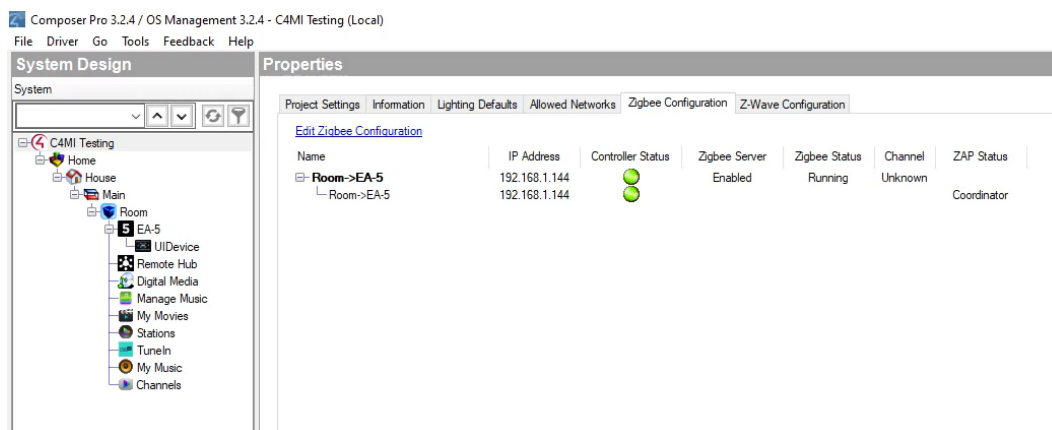 Composer Pro 3.2.4 / OS Management 3.2.4 - C4MI Testing (Local)
File Driver Go Tools Feedback Help
System Design
System
C4MI Testing
Home
House
Main
Room
5 EA-5
UIDevice
Remote Hub
Digital Media
Manage Music
My Movies
Stations
TuneIn
My Music
Channels
Properties
Project Settings Information Lighting Defaults Allowed Networks Zigbee Configuration Z-Wave Configuration
Edit Zigbee Configuration
Name IP Address Controller Status Zigbee Server Zigbee Status Channel ZAP Status
Room->EA-5 192.168.1.144 Enabled Running Unknown
Room->EA-5 192.168.1.144 Coordinator